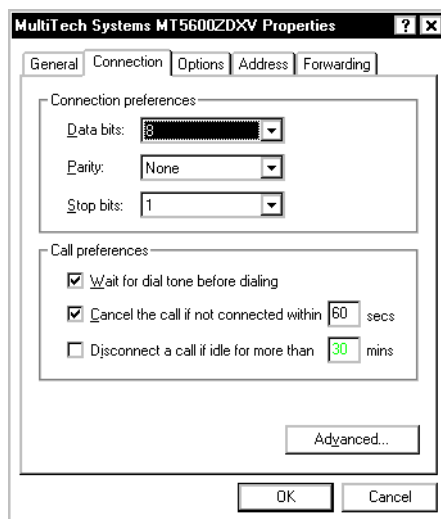 MultiTech Systems MT5600ZDXV Properties ? X
General Connection Options Address Forwarding
Connection preferences
Data bits: 8
Parity: None
Stop bits: 1
Call preferences
Wait for dial tone before dialing
Cancel the call if not connected within 60 secs
Disconnect a call if idle for more than 30 mins
Advanced...
OK Cancel